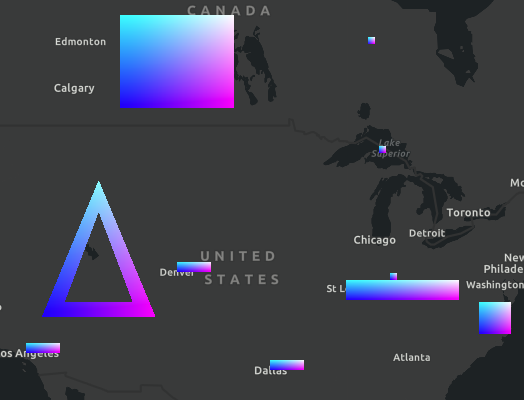 CANADA
Edmonton
Calgary
Lake
Superior
Mo
Toronto
Detroit
Chicago
UNITED
STATES
New
Philade
Denver
St L
Washington
Los Angeles
Atlanta
Dallas